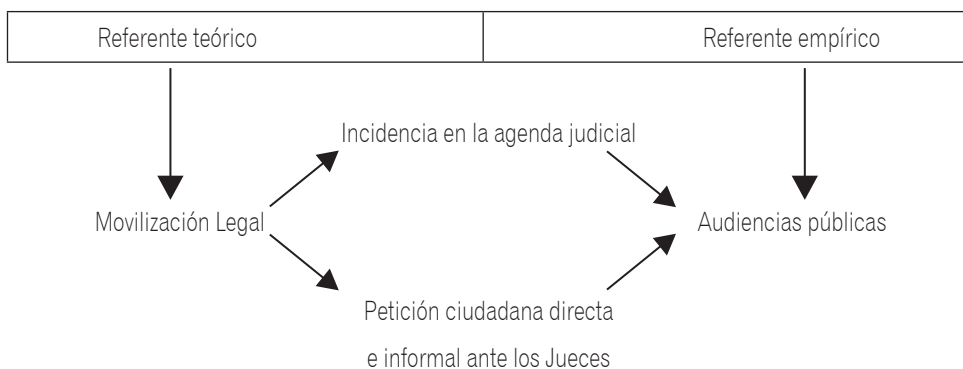 Referente teórico
Referente empírico
Incidencia en la agenda judicial
Movilización Legal
Audiencias públicas
Petición ciudadana directa
e informal ante los Jueces